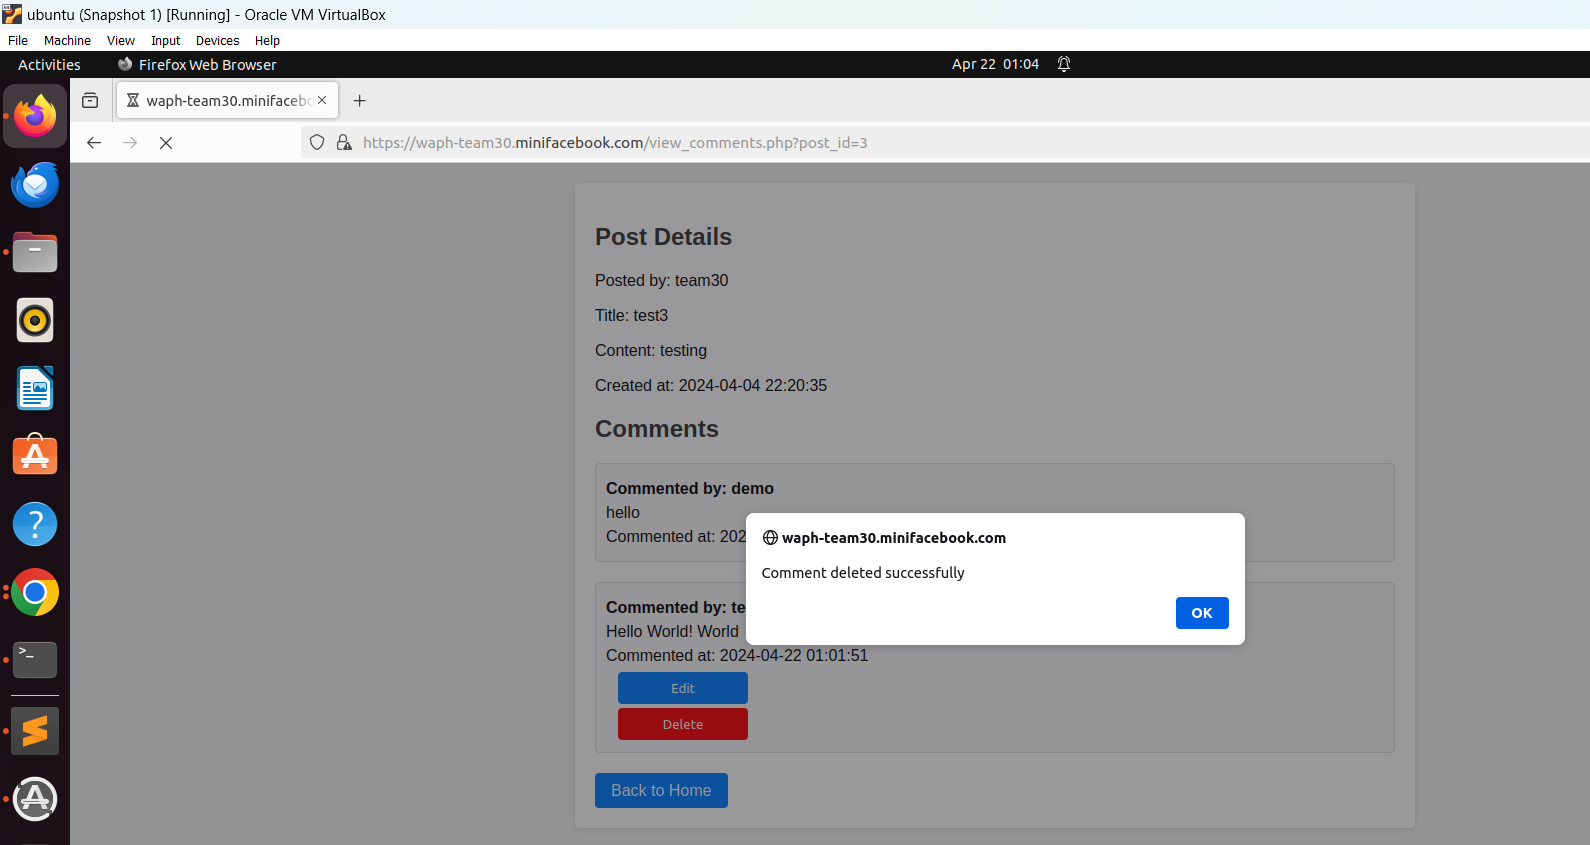 ubuntu (Snapshot 1) [Running] - Oracle VM VirtualBox
File Machine View Input Devices Help
Activities Firefox Web Browser Apr 22 01:04
waph-team30.minifaceb
https://waph-team30.minifacebook.com/view_comments.php?post_id=3
Post Details
Posted by: team30
Title: test3
Content: testing
Created at: 2024-04-04 22:20:35
Comments
Commented by: demo
hello
Commented at: 202
waph-team30.minifacebook.com
Comment deleted successfully
OK
Commented by: te
Hello World! World
Commented at: 2024-04-22 01:01:51
Edit
Delete
Back to Home